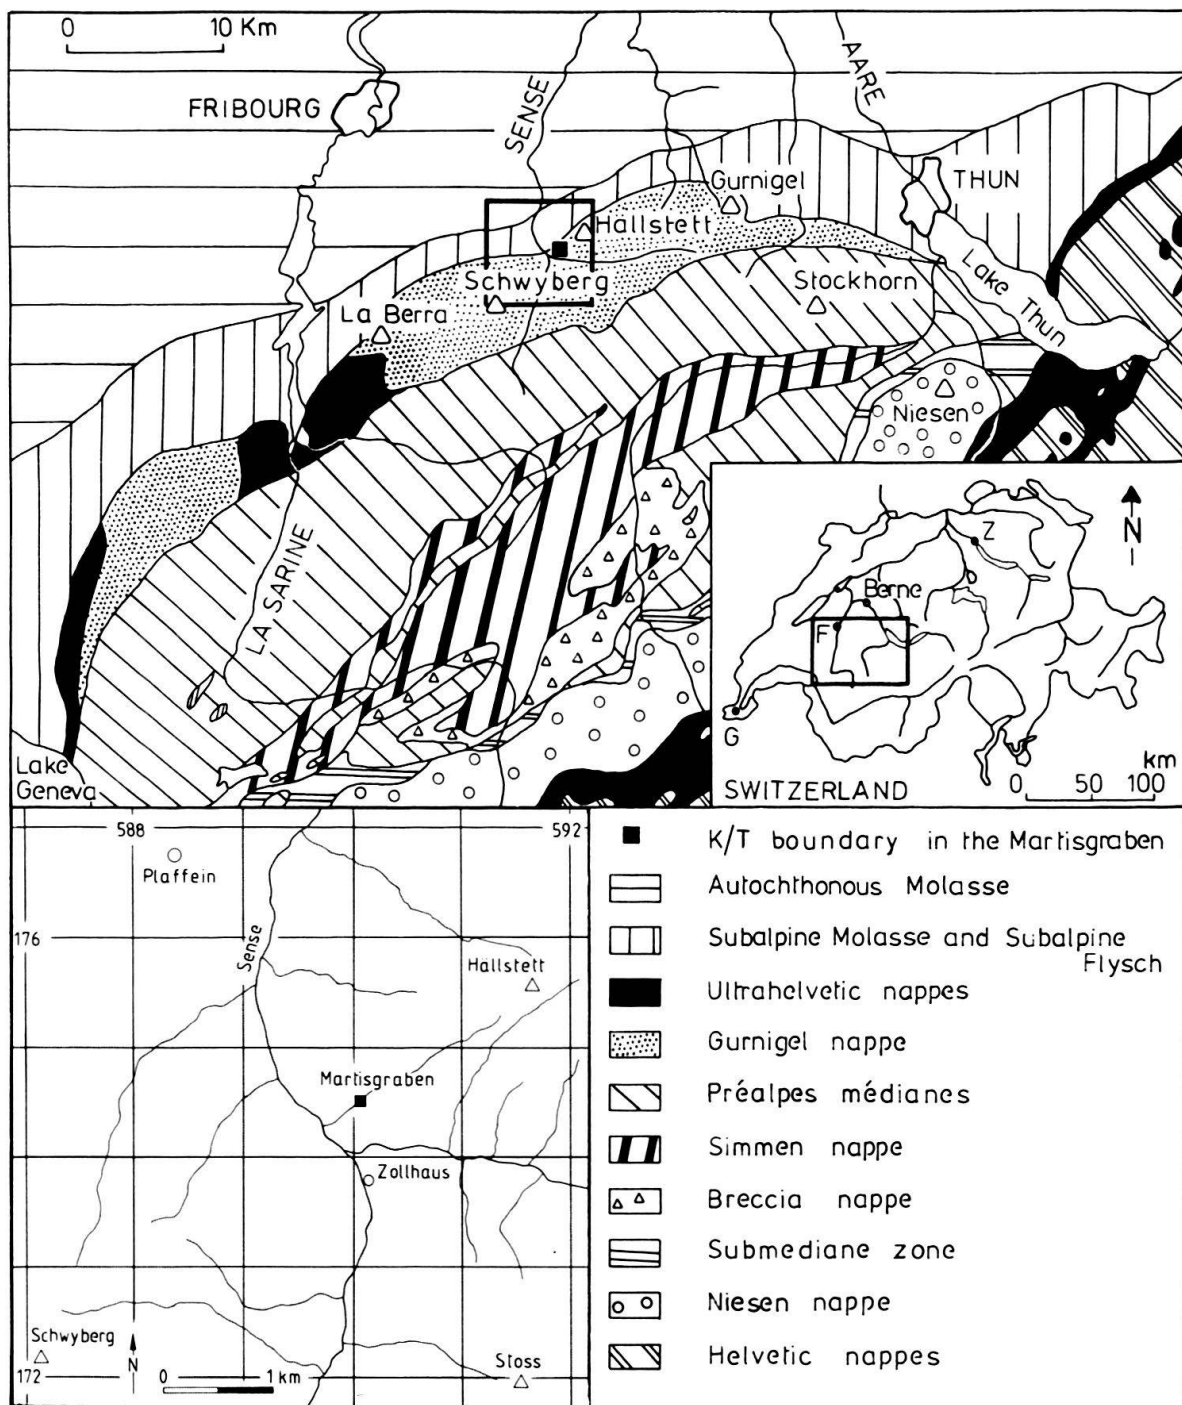 0 10 Km
FRIBOURG
SENSE
AARE
THUN
Gurnigel
Hällstett
Schwyberg
La Berra
Stockhorn
Lake Thun
Niesen
LA SARINE
Lake
Geneva
N
Z
Berne
F
G
SWITZERLAND
km
0 50 100
588 592
Plaffein
176
Sense
Hällstett
Martisgraben
Zollhaus
Schwyberg
N
Stoss
172
0 1 km
K/T boundary in the Martisgraben
Autochthonous Molasse
Subalpine Molasse and Subalpine
Flysch
Ultrahelvetic nappes
Gurnigel nappe
Préalpes médianes
Simmen nappe
Breccia nappe
Submediane zone
Niesen nappe
Helvetic nappes